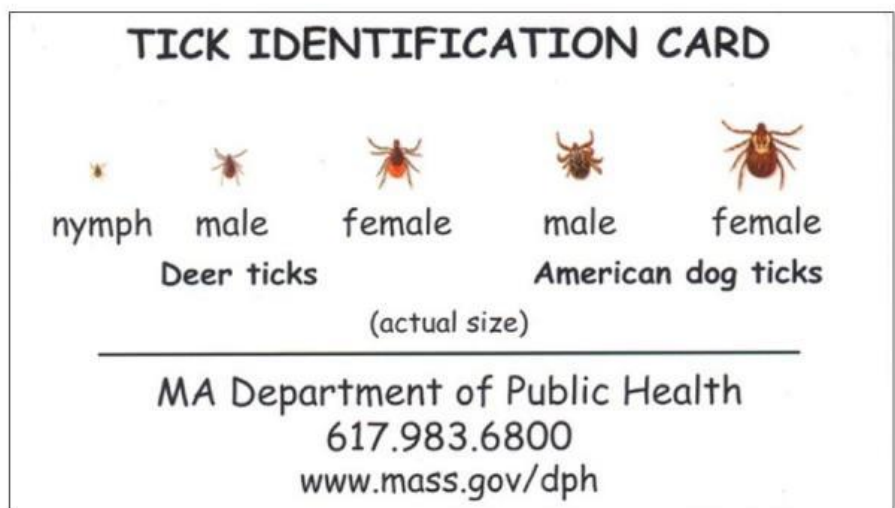 TICK IDENTIFICATION CARD
nymph male female male female
Deer ticks American dog ticks
(actual size)
MA Department of Public Health
617.983.6800
www.mass.gov/dph